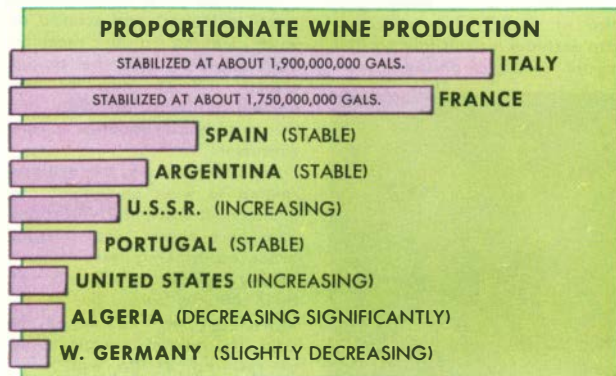 PROPORTIONATE WINE PRODUCTION
STABILIZED AT ABOUT 1,900,000,000 GALS. ITALY
STABILIZED AT ABOUT 1,750,000,000 GALS. FRANCE
SPAIN (STABLE)
ARGENTINA (STABLE)
U.S.S.R. (INCREASING)
PORTUGAL (STABLE)
UNITED STATES (INCREASING)
ALGERIA (DECREASING SIGNIFICANTLY)
W. GERMANY (SLIGHTLY DECREASING)